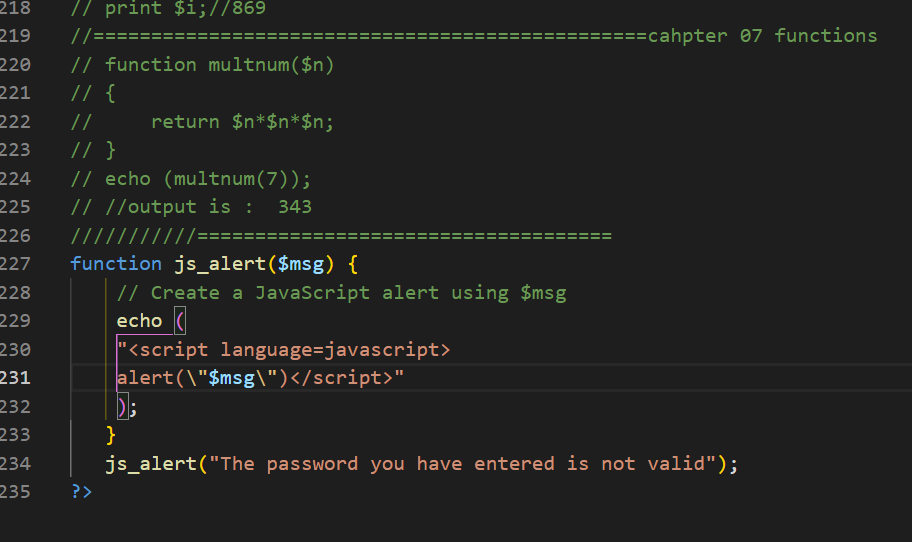 218 // print $i;//869
219 //================================================cahpter 07 functions
220 // function multnum($n)
221 // {
222 //     return $n*$n*$n;
223 // }
224 // echo (multnum(7));
225 // //output is :  343
226 ///////////====================================
227 function js_alert($msg) {
228     // Create a JavaScript alert using $msg
229     echo (
230     "<script language=javascript>
231     alert(\"$msg\")</script>"
232     );
233    }
234    js_alert("The password you have entered is not valid");
235 ?>